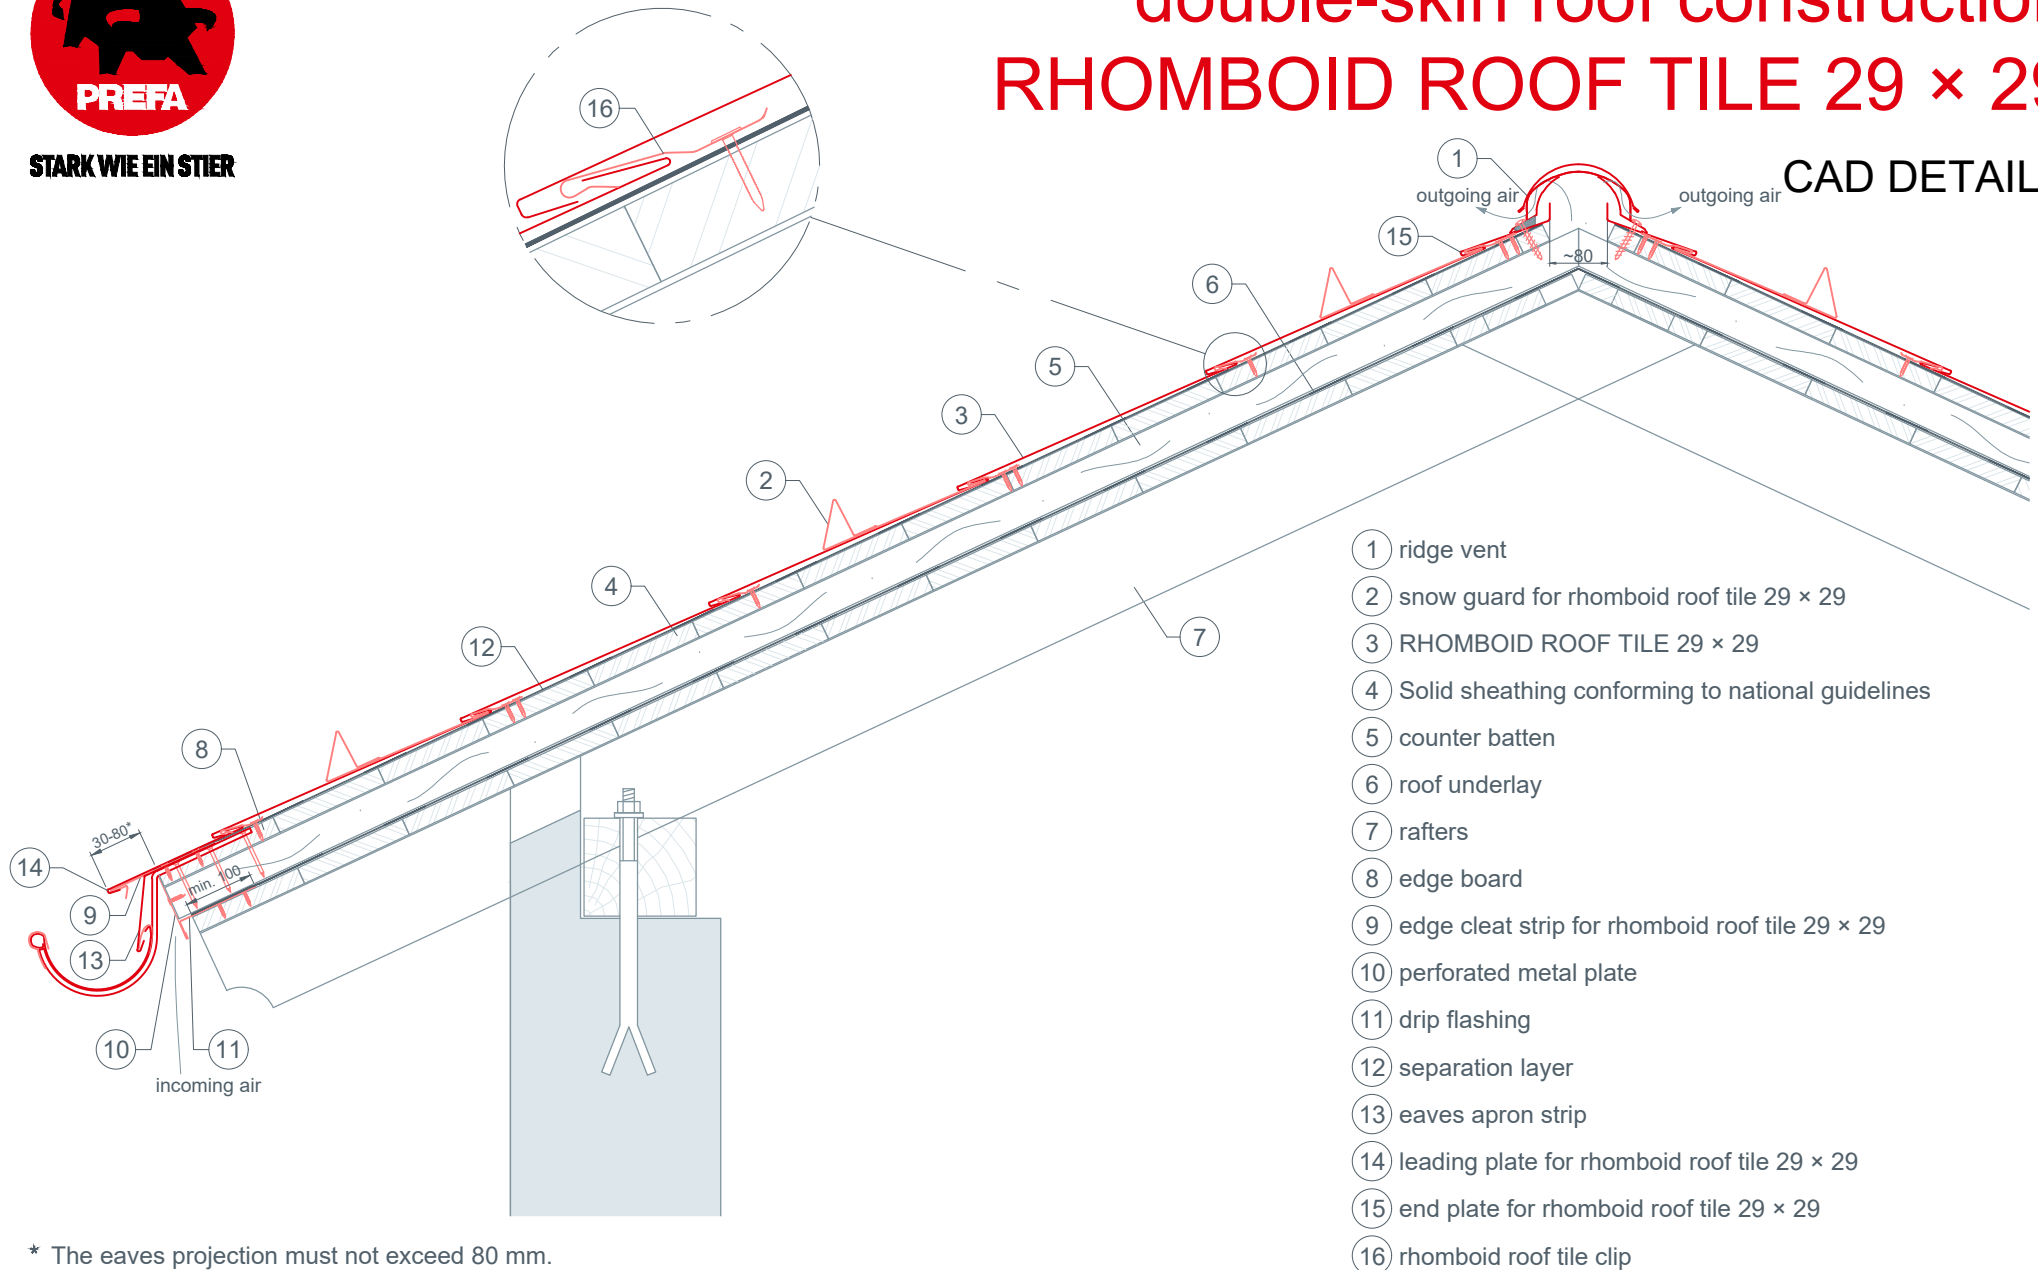 double-skin roof construction
RHOMBOID ROOF TILE 29 × 29
CAD DETAIL
PREFA
STARK WIE EIN STIER
16
1
outgoing air
outgoing air
15
~80
6
5
3
2
4
12
7
8
30-80*
14
min. 100
9
13
10
11
incoming air
1 ridge vent
2 snow guard for rhomboid roof tile 29 × 29
3 RHOMBOID ROOF TILE 29 × 29
4 Solid sheathing conforming to national guidelines
5 counter batten
6 roof underlay
7 rafters
8 edge board
9 edge cleat strip for rhomboid roof tile 29 × 29
10 perforated metal plate
11 drip flashing
12 separation layer
13 eaves apron strip
14 leading plate for rhomboid roof tile 29 × 29
15 end plate for rhomboid roof tile 29 × 29
16 rhomboid roof tile clip
* The eaves projection must not exceed 80 mm.